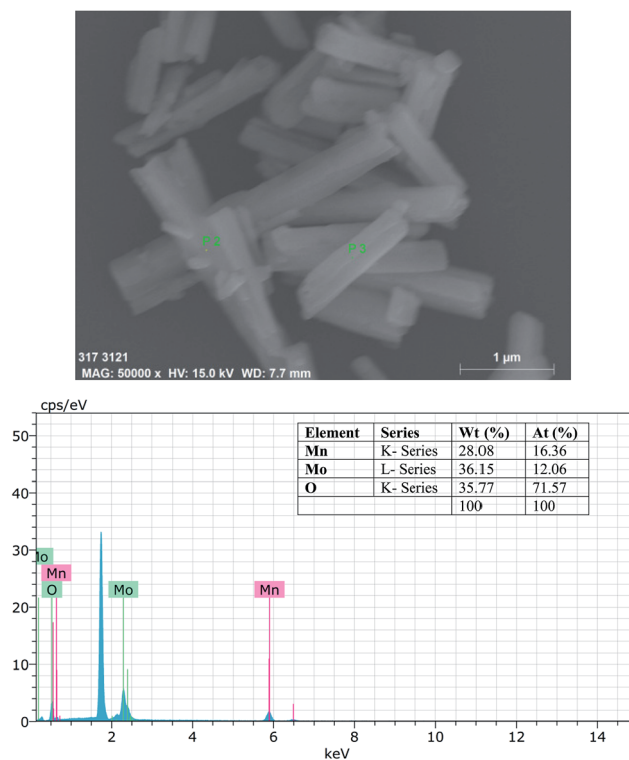 P 2
P 3
317 3121
MAG: 50000 x HV: 15.0 kV WD: 7.7 mm
1 µm
cps/eV
Element Series Wt (%) At (%)
Mn K- Series 28.08 16.36
Mo L- Series 36.15 12.06
O K- Series 35.77 71.57
100 100
50
40
30
20
10
0
Mn
O
Mo
Mn
2 4 6 8 10 12 14
keV